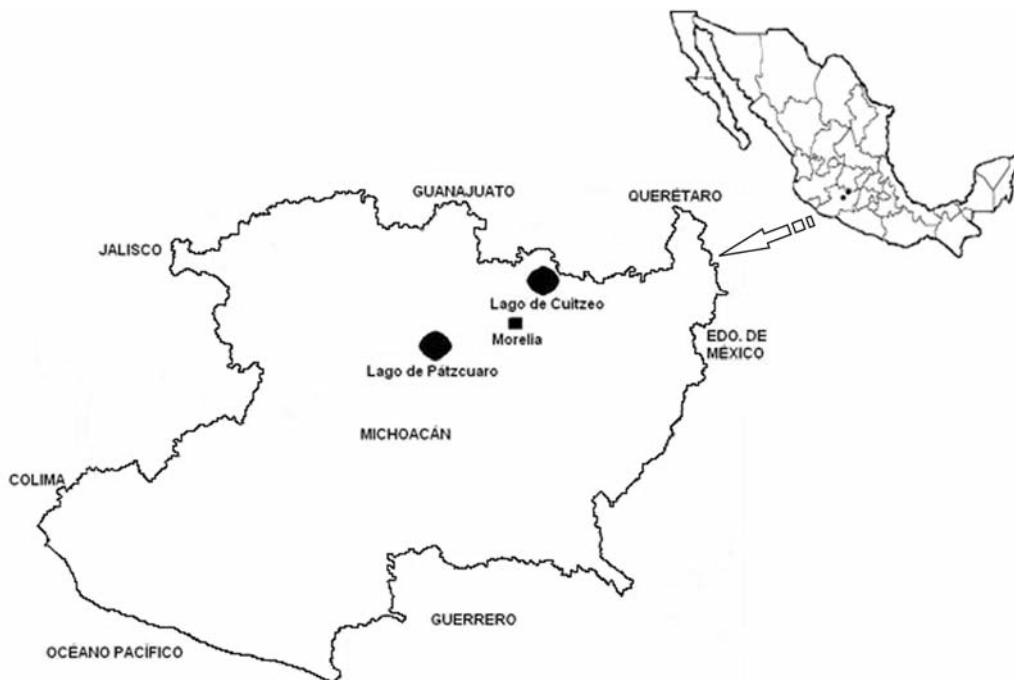 GUANAJUATO
QUERÉTARO
JALISCO
Lago de Cuitzeo
Morelia
EDO. DE
MÉXICO
Lago de Pátzcuaro
MICHOACÁN
COLIMA
GUERRERO
OCÉANO PACÍFICO